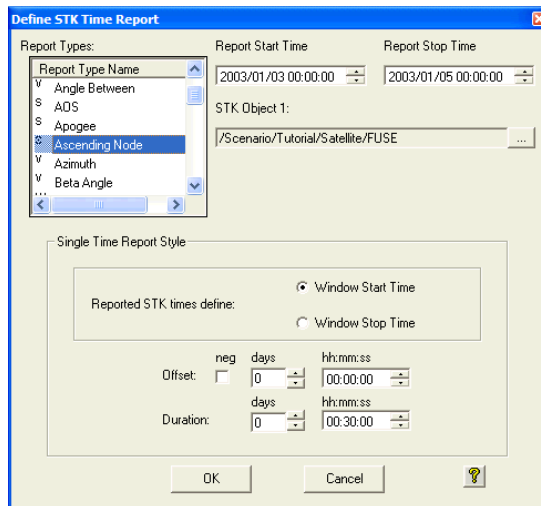 Define STK Time Report
Report Types:
Report Start Time
Report Stop Time
Report Type Name
V Angle Between
S AOS
S Apogee
Ascending Node
V Azimuth
V Beta Angle
2003/01/03 00:00:00
2003/01/05 00:00:00
STK Object 1:
/Scenario/Tutorial/Satellite/FUSE
...
Single Time Report Style
Reported STK times define:
Window Start Time
Window Stop Time
neg days hh:mm:ss
Offset: 0 00:00:00
days hh:mm:ss
Duration: 0 00:30:00
OK
Cancel
?